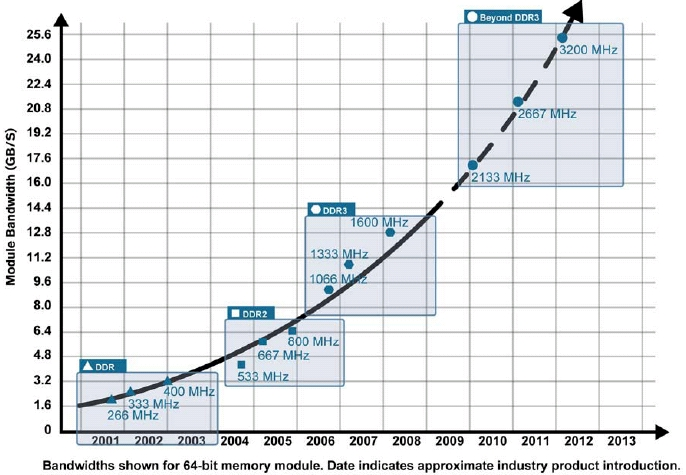 Beyond DDR3
25.6
3200 MHz
24.0
22.4
20.8
2667 MHz
19.2
17.6
2133 MHz
16.0
14.4
DDR3
1600 MHz
12.8
1333 MHz
11.2
1066 MHz
9.6
8.0
DDR2
6.4
800 MHz
667 MHz
4.8
533 MHz
DDR
3.2
400 MHz
333 MHz
1.6
266 MHz
0
Module Bandwidth (GB/S)
2001 2002 2003 2004 2005 2006 2007 2008 2009 2010 2011 2012 2013
Bandwidths shown for 64-bit memory module. Date indicates approximate industry product introduction.